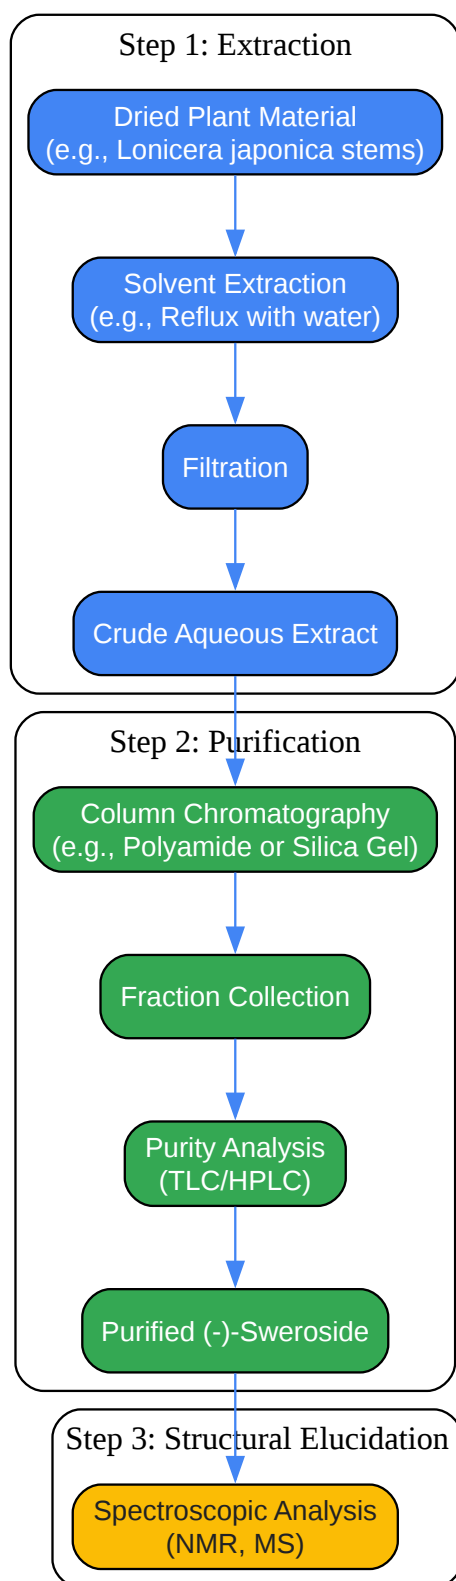 Step 1: Extraction
Dried Plant Material
(e.g., Lonicera japonica stems)
Solvent Extraction
(e.g., Reflux with water)
Filtration
Crude Aqueous Extract
Step 2: Purification
Column Chromatography
(e.g., Polyamide or Silica Gel)
Fraction Collection
Purity Analysis
(TLC/HPLC)
Purified (-)-Sweroside
Step 3: Structural Elucidation
Spectroscopic Analysis
(NMR, MS)